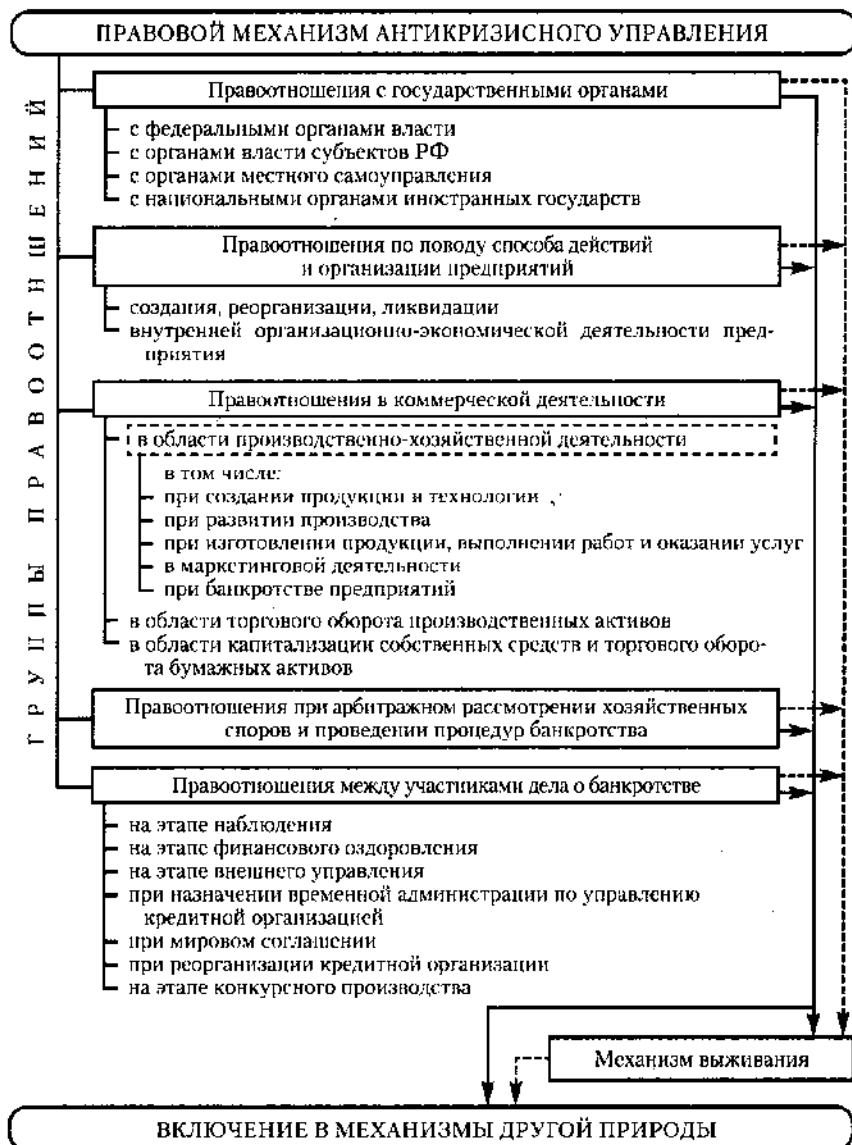 ПРАВОВОЙ МЕХАНИЗМ АНТИКРИЗИСНОГО УПРАВЛЕНИЯ
ГРУППЫ ПРАВООТНШЕНИЙ
Правоотношения с государственными органами
с федеральными органами власти
с органами власти субъектов РФ
с органами местного самоуправления
с национальными органами иностранных государств
Правоотношения по поводу способа действий
и организации предприятий
создания, реорганизации, ликвидации
внутренней организационно-экономической деятельности пред-
приятия
Правоотношения в коммерческой деятельности
в области производственно-хозяйственной деятельности
в том числе:
при создании продукции и технологии
при развитии производства
при изготовлении продукции, выполнении работ и оказании услуг
в маркетинговой деятельности
при банкротстве предприятий
в области торгового оборота производственных активов
в области капитализации собственных средств и торгового оборо-
та бумажных активов
Правоотношения при арбитражном рассмотрении хозяйственных
споров и проведении процедур банкротства
Правоотношения между участниками дела о банкротстве
на этапе наблюдения
на этапе финансового оздоровления
на этапе внешнего управления
при назначении временной администрации по управлению
кредитной организацией
при мировом соглашении
при реорганизации кредитной организации
на этапе конкурсного производства
Механизм выживания
ВКЛЮЧЕНИЕ В МЕХАНИЗМЫ ДРУГОЙ ПРИРОДЫ